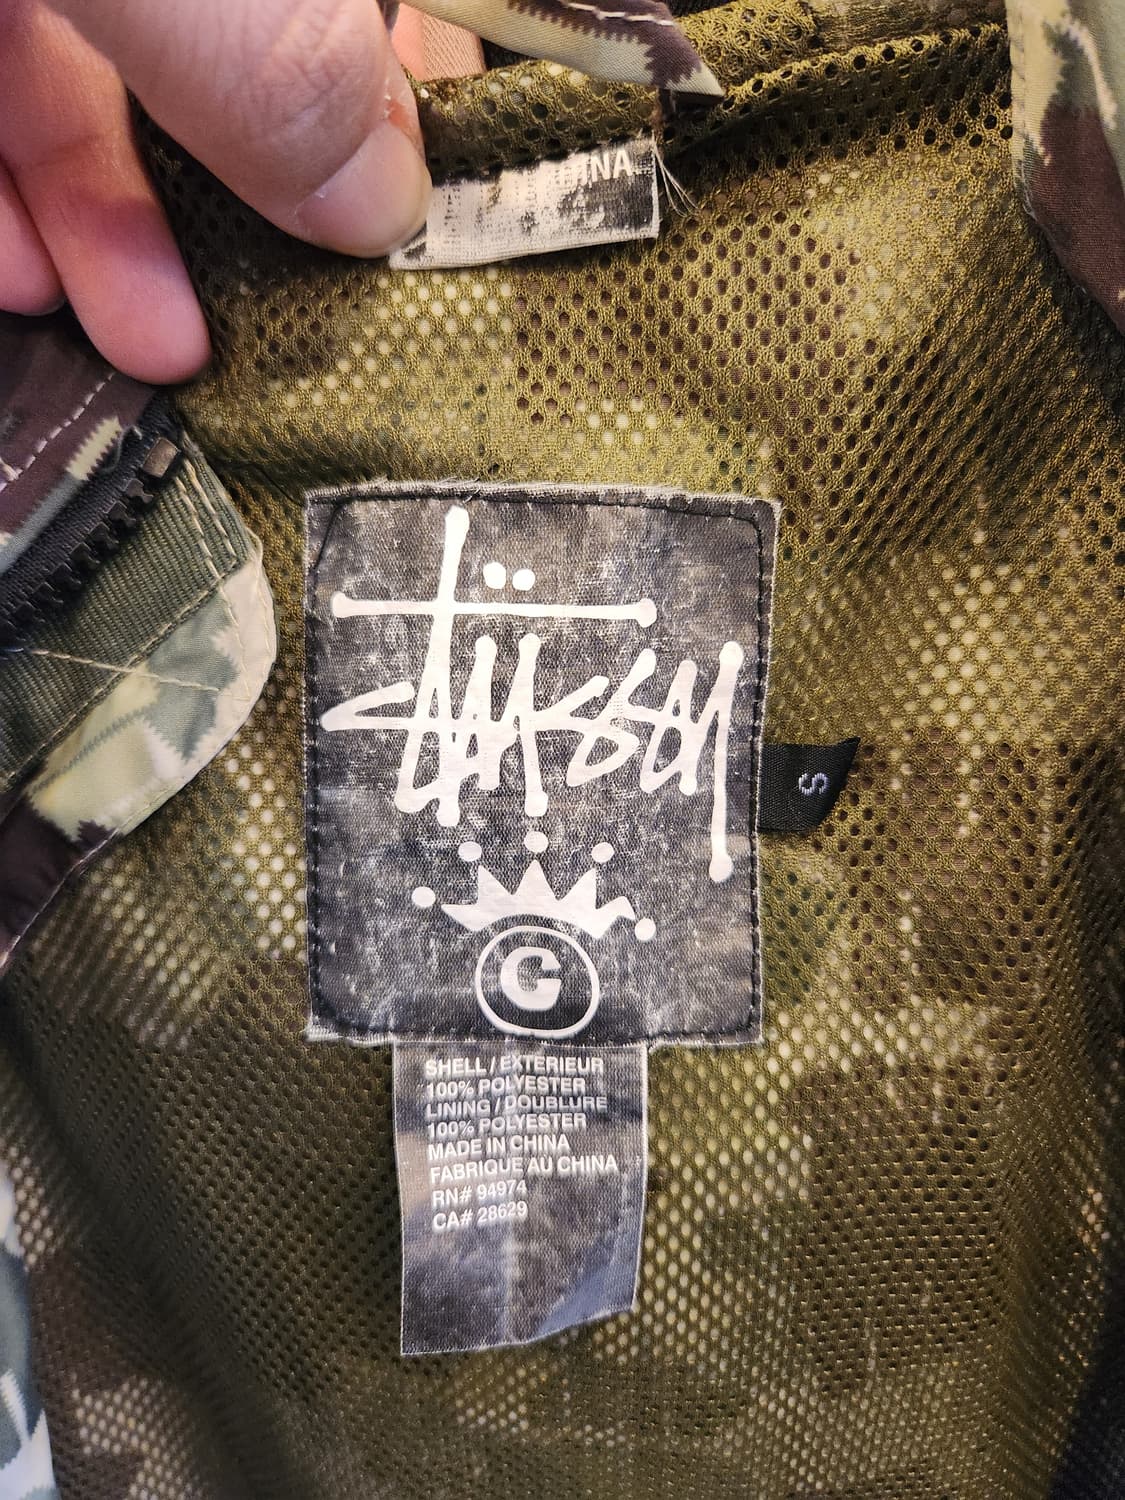 INA
Stüssy
S
C
SHELL / EXTERIEUR
100% POLYESTER
LINING / DOUBLURE
100% POLYESTER
MADE IN CHINA
FABRIQUE AU CHINA
RN# 94974
CA# 28629